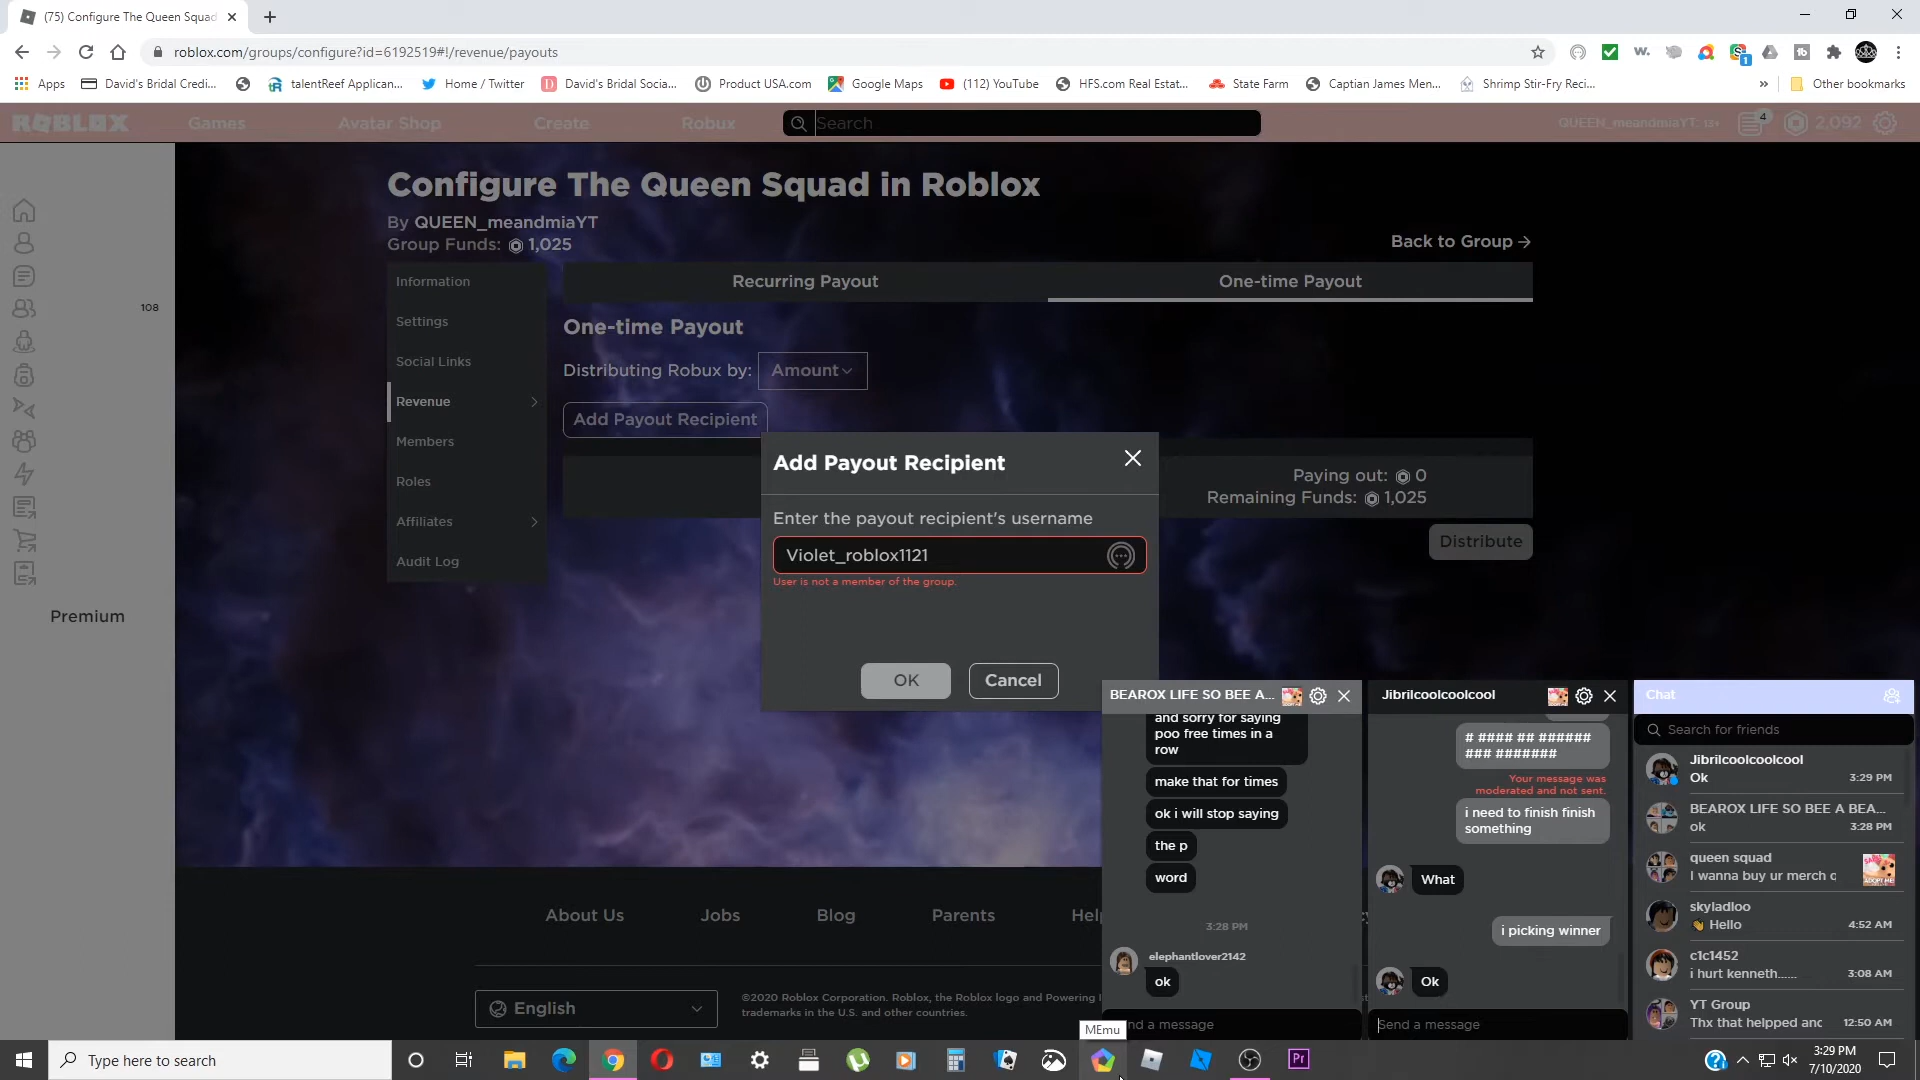 (75) Configure The Queen Squad
roblox.com/groups/configure?id=6192519#!/revenue/payouts
Apps
David's Bridal Credi...
talentReef Applican...
Home / Twitter
David's Bridal Socia...
Product USA.com
Google Maps
(112) YouTube
HFS.com Real Estat...
State Farm
Captian James Men...
Shrimp Stir-Fry Reci...
»
Other bookmarks
ROBLOX
Games
Avatar Shop
Create
Robux
Search
QUEEN_meandmiaYT: 13+
4
2,092
Configure The Queen Squad in Roblox
By QUEEN_meandmiaYT
Group Funds: 1,025
Back to Group →
108
Premium
Information
Settings
Social Links
Revenue
Members
Roles
Affiliates
Audit Log
Recurring Payout
One-time Payout
One-time Payout
Distributing Robux by: Amount
Add Payout Recipient
Paying out: 0
Remaining Funds: 1,025
Distribute
Add Payout Recipient
Enter the payout recipient's username
Violet_roblox1121
User is not a member of the group.
OK
Cancel
About Us
Jobs
Blog
Parents
English
©2020 Roblox Corporation. Roblox, the Roblox logo and Powering
trademarks in the U.S. and other countries.
BEAROX LIFE SO BEE A...
and sorry for saying
poo free times in a
row
make that for times
ok i will stop saying
the p
word
3:28 PM
elephantlover2142
ok
nd a message
Jibrilcoolcoolcool
# #### ## ######
### #######
Your message was
moderated and not sent.
i need to finish finish
something
What
i picking winner
Ok
Send a message
Chat
Search for friends
Jibrilcoolcoolcool
Ok
3:29 PM
BEAROX LIFE SO BEE A BEA...
ok
3:28 PM
queen squad
I wanna buy ur merch
skyladloo
👋 Hello
4:52 AM
c1c1452
i hurt kenneth......
3:08 AM
YT Group
Thx that helpped
12:50 AM
MEmu
Type here to search
Pr
3:29 PM
7/10/2020